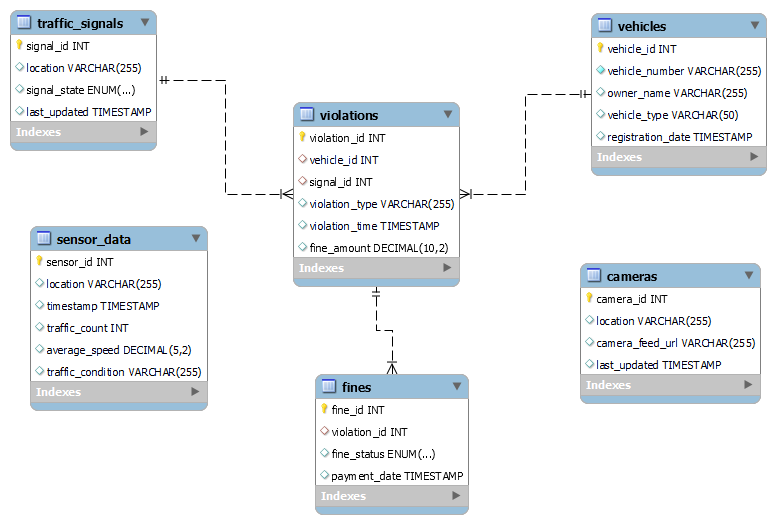 traffic_signals
signal_id INT
location VARCHAR(255)
signal_state ENUM(...)
last_updated TIMESTAMP
Indexes
vehicles
vehicle_id INT
vehicle_number VARCHAR(255)
owner_name VARCHAR(255)
vehicle_type VARCHAR(50)
registration_date TIMESTAMP
Indexes
violations
violation_id INT
vehicle_id INT
signal_id INT
violation_type VARCHAR(255)
violation_time TIMESTAMP
fine_amount DECIMAL(10,2)
Indexes
sensor_data
sensor_id INT
location VARCHAR(255)
timestamp TIMESTAMP
traffic_count INT
average_speed DECIMAL(5,2)
traffic_condition VARCHAR(255)
Indexes
cameras
camera_id INT
location VARCHAR(255)
camera_feed_url VARCHAR(255)
last_updated TIMESTAMP
Indexes
fines
fine_id INT
violation_id INT
fine_status ENUM(...)
payment_date TIMESTAMP
Indexes